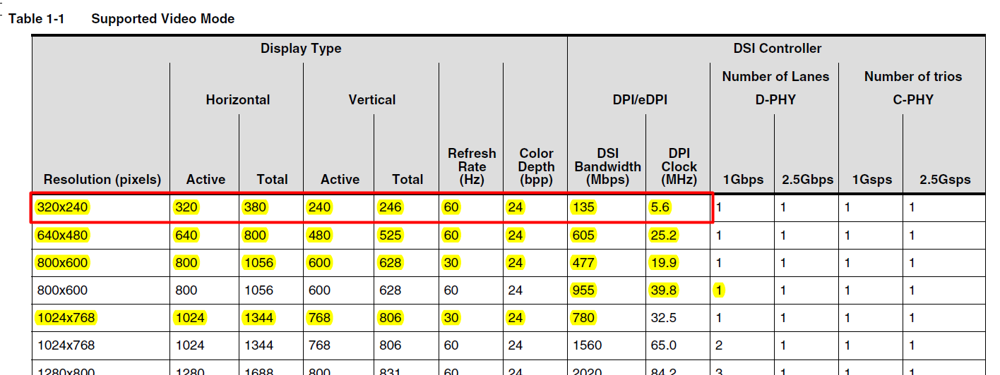 Table 1-1 Supported Video Mode
Display Type DSI Controller
Number of Lanes Number of trios
Horizontal Vertical DPI/eDPI D-PHY C-PHY
Refresh Color DSI DPI
Rate Depth Bandwidth Clock
Resolution (pixels) Active Total Active Total (Hz) (bpp) (Mbps) (MHz) 1Gbps 2.5Gbps 1Gsps 2.5Gsps
320x240 320 380 240 246 60 24 135 5.6 1 1 1 1
640x480 640 800 480 525 60 24 605 25.2 1 1 1 1
800x600 800 1056 600 628 30 24 477 19.9 1 1 1 1
800x600 800 1056 600 628 60 24 955 39.8 1 1 1 1
1024x768 1024 1344 768 806 30 24 780 32.5 1 1 1 1
1024x768 1024 1344 768 806 60 24 1560 65.0 2 1 1 1
1280x800 1280 1688 800 831 60 24 2020 84.2 3 1 1 1